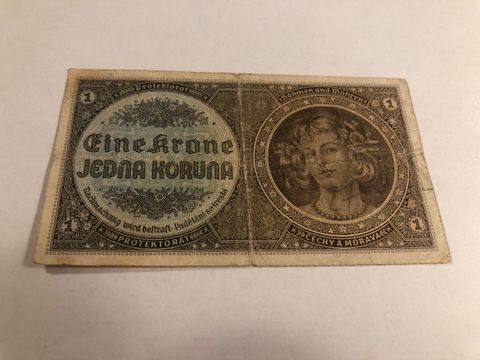 Protektorat
Böhmen und Mähren
1
1
Eine Krone
JEDNA KORUNA
Nachmachung wird bestraft-Padělání se trestá
1
1
PROTEKTORÁT
ČECHY A MORAVA